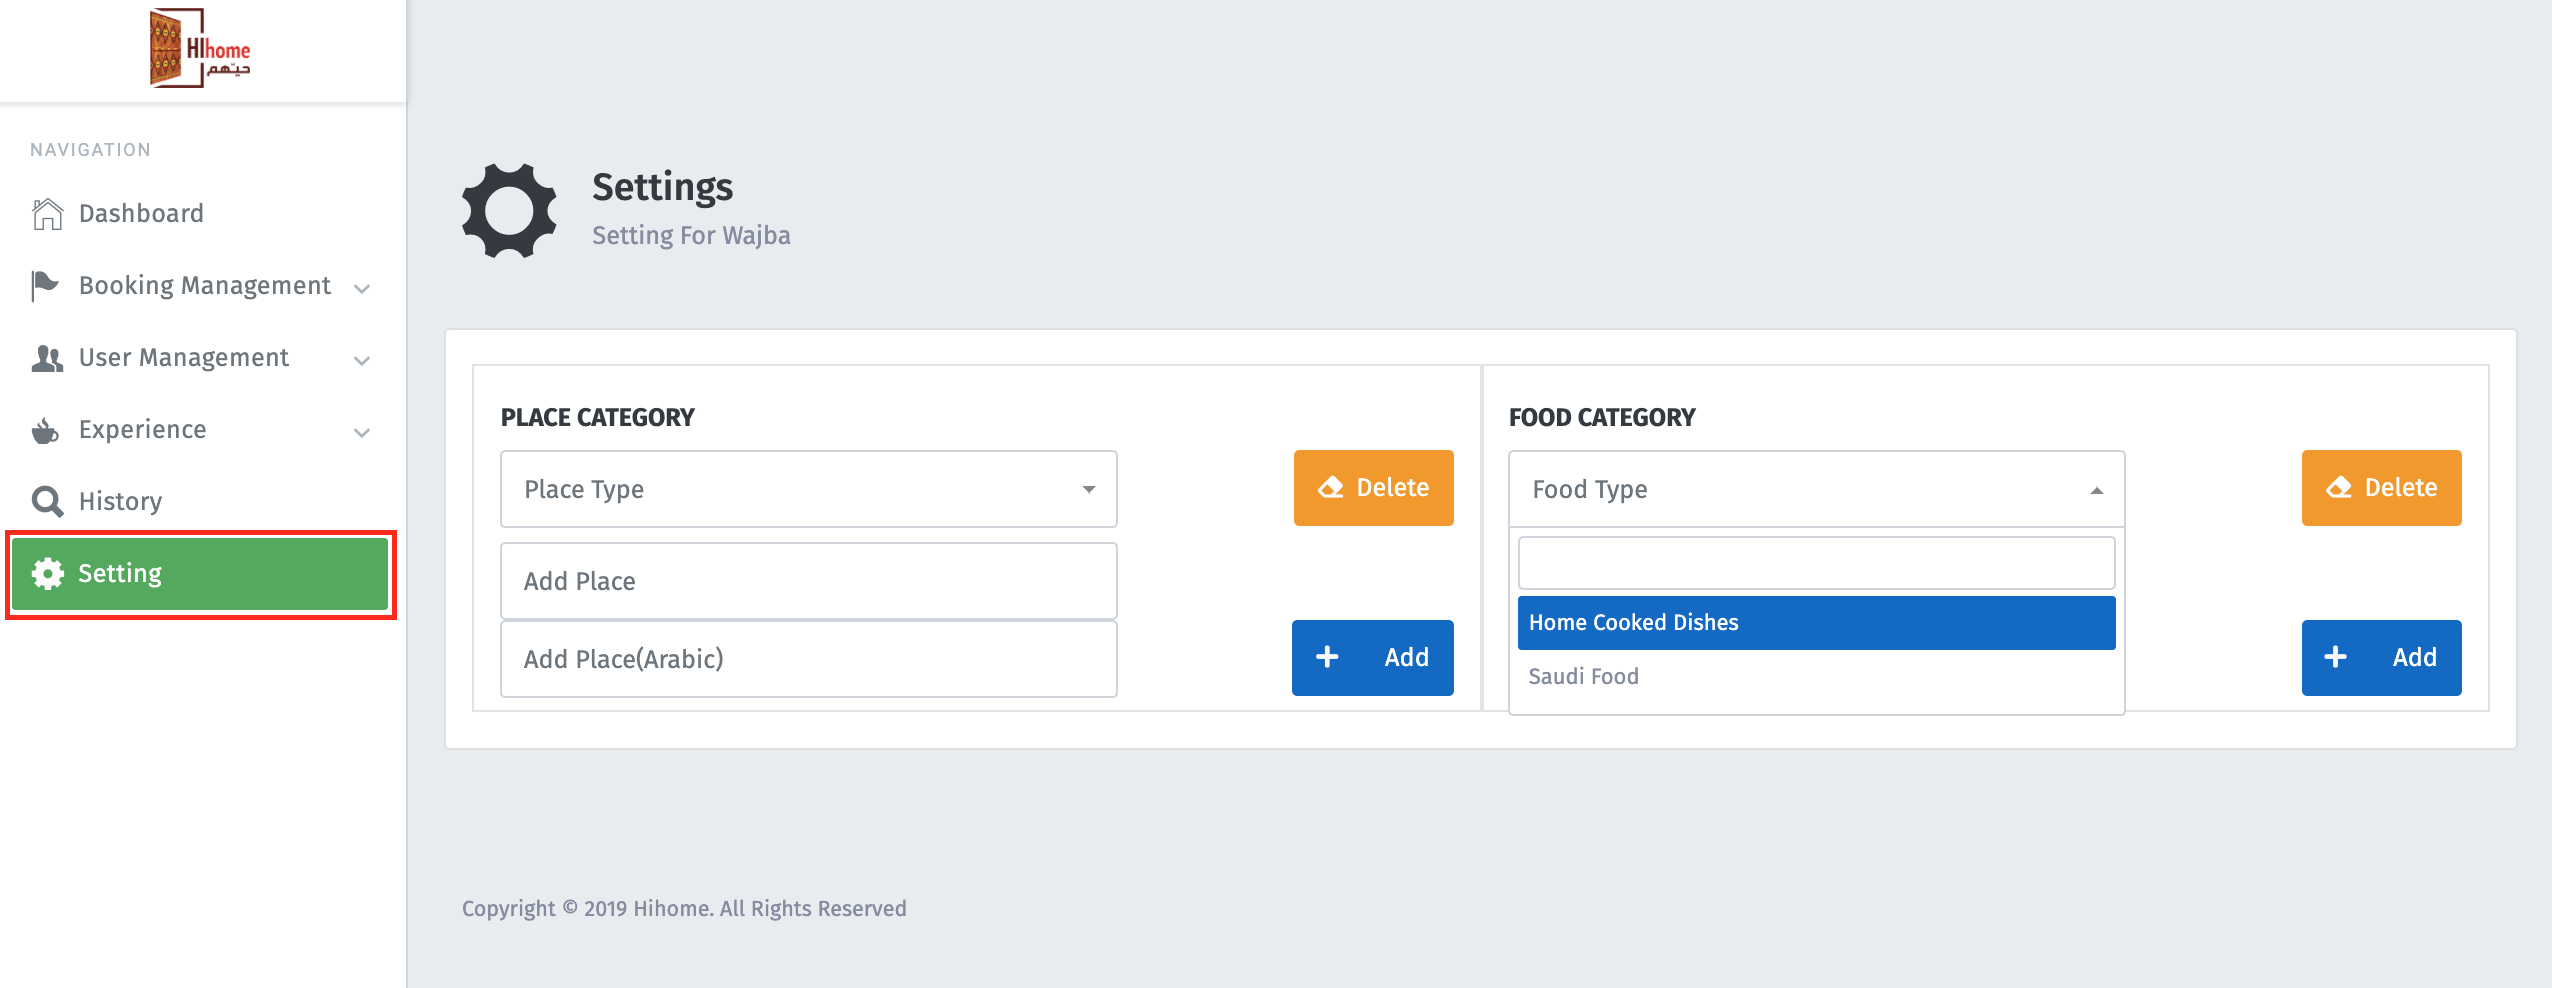 HIhome
حيّهم
NAVIGATION
Dashboard
Booking Management
User Management
Experience
History
Setting
Settings
Setting For Wajba
PLACE CATEGORY
Place Type
Delete
Add Place
Add Place(Arabic)
Add
FOOD CATEGORY
Food Type
Delete
Home Cooked Dishes
Saudi Food
Add
Copyright © 2019 Hihome. All Rights Reserved